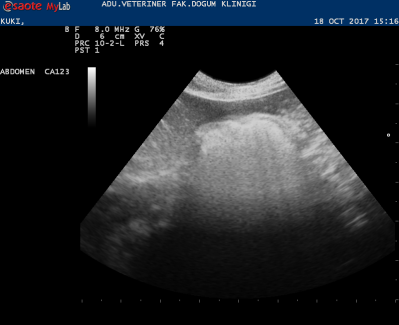 esaote MyLab
ADU.VETERINER FAK.DOGUM KLINIGI
KUKI,
18 OCT 2017 15:16
B F 8.0 MHz G 76%
D 6 cm XV C
PRC 10-2-L PRS 4
PST 1
ABDOMEN CA123